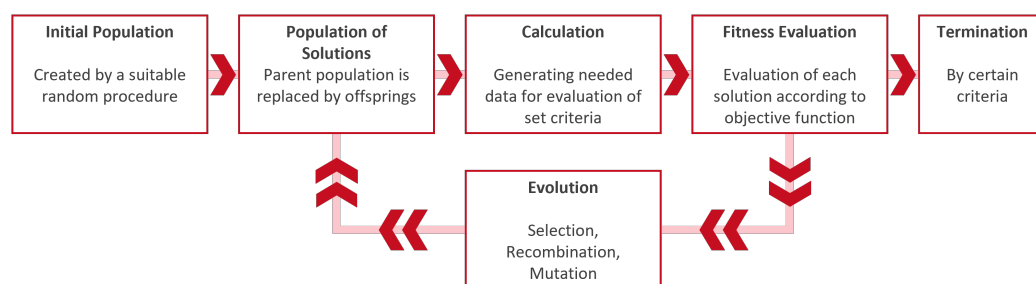 Initial Population
Created by a suitable
random procedure
Population of
Solutions
Parent population is
replaced by offsprings
Calculation
Generating needed
data for evaluation of
set criteria
Fitness Evaluation
Evaluation of each
solution according to
objective function
Termination
By certain
criteria
Evolution
Selection,
Recombination,
Mutation